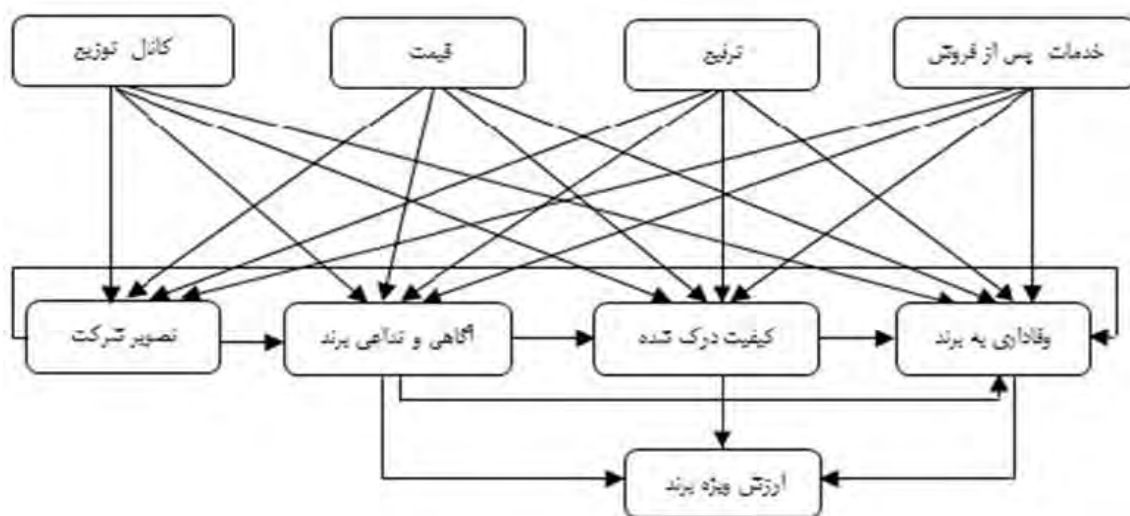 خدمات پس از فروش
ترفیع
قیمت
کانال توزیع
وفاداری به برند
کیفیت درک شده
آگاهی و تداعی برند
تصویر شرکت
ارزش ویژه برند